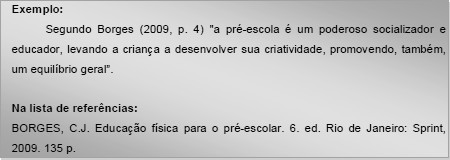 Exemplo:
Segundo Borges (2009, p. 4) "a pré-escola é um poderoso socializador e
educador, levando a criança a desenvolver sua criatividade, promovendo, também,
um equilíbrio geral".
Na lista de referências:
BORGES, C.J. Educação física para o pré-escolar. 6. ed. Rio de Janeiro: Sprint,
2009. 135 p.